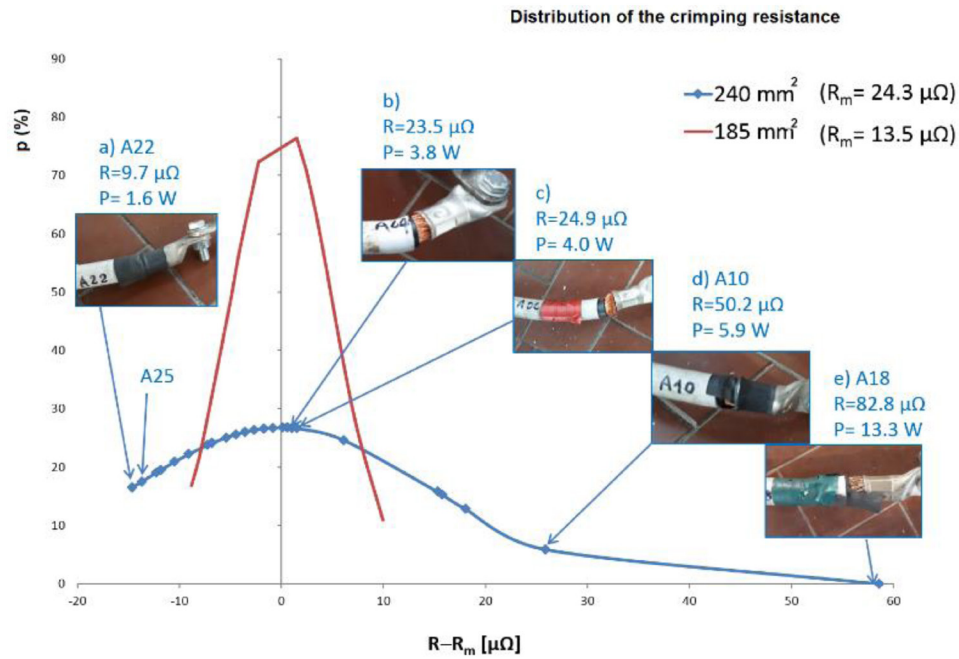 Distribution of the crimping resistance
p (%)
90
80
70
60
50
40
30
20
10
0
-20
-10
0
10
20
30
40
50
60
R−Rm [μΩ]
240 mm² (Rm= 24.3 μΩ)
185 mm² (Rm= 13.5 μΩ)
a) A22
R=9.7 μΩ
P= 1.6 W
A22
A25
b)
R=23.5 μΩ
P= 3.8 W
c)
R=24.9 μΩ
P= 4.0 W
d) A10
R=50.2 μΩ
P= 5.9 W
A10
e) A18
R=82.8 μΩ
P= 13.3 W